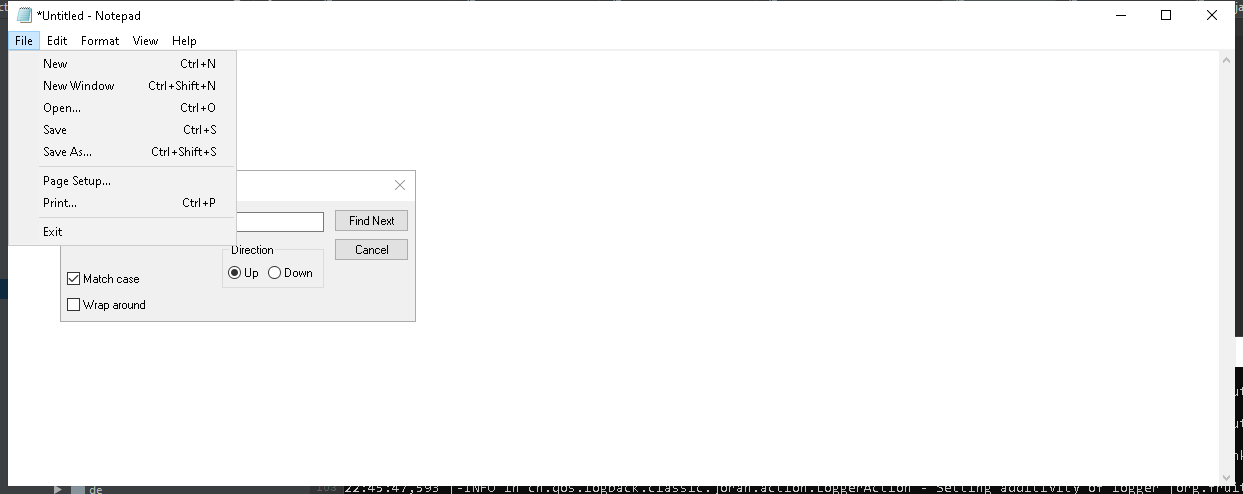 *Untitled - Notepad
File Edit Format View Help
New Ctrl+N
New Window Ctrl+Shift+N
Open... Ctrl+O
Save Ctrl+S
Save As... Ctrl+Shift+S
Page Setup...
Print... Ctrl+P
Exit
Find Next
Cancel
Direction
Up Down
Match case
Wrap around
de
22:45:47,593 |-INFO in ch.qos.logback.classic.joran.action.LoggerAction - Setting additivity of logger